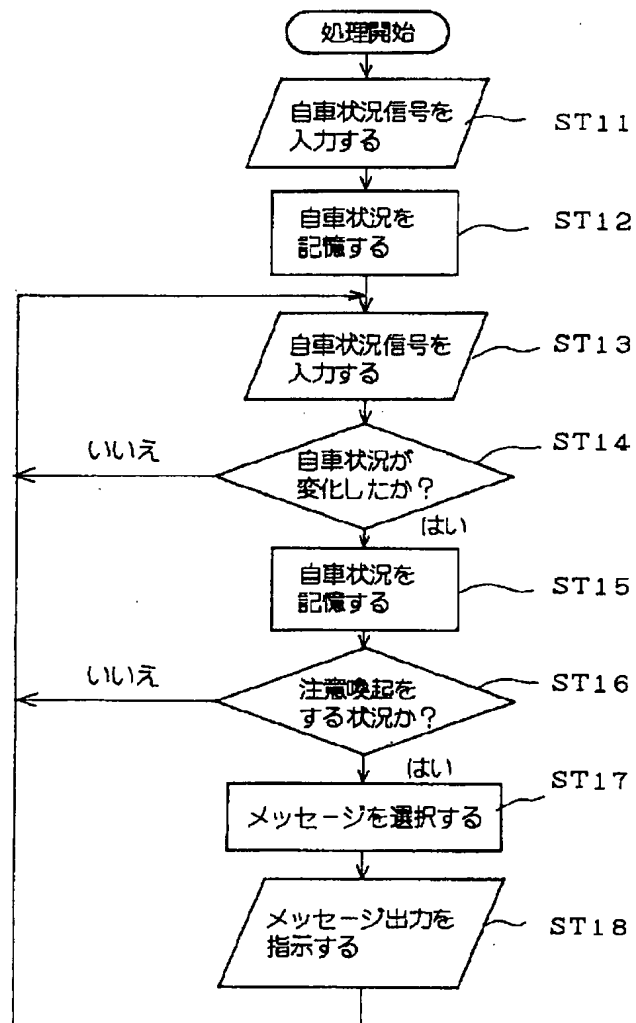 処理開始
自車状況信号を
入力する
ST11
自車状況を
記憶する
ST12
自車状況信号を
入力する
ST13
いいえ
自車状況が
変化したか？
ST14
はい
自車状況を
記憶する
ST15
いいえ
注意喚起を
する状況か？
ST16
はい
メッセージを選択する
ST17
メッセージ出力を
指示する
ST18